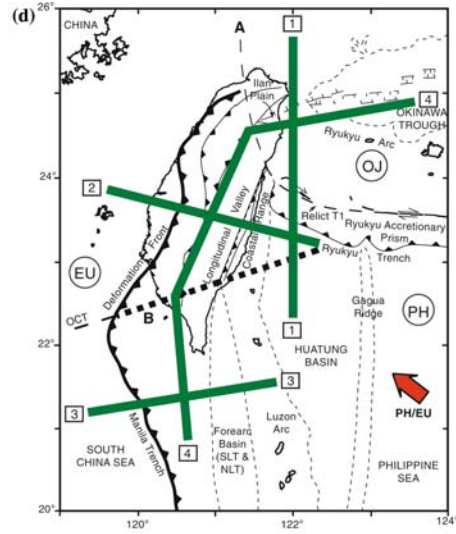 (d)
26°
CHINA
A
1
Ilan
Plain
4
OKINAWA
TROUGH
Ryukyu Arc
OJ
24°
2
Longitudinal Valley
Coastal Range
Relict T1
Ryukyu Accretionary
Prism
2
Ryukyu
Trench
EU
Deformation Front
Gagua
Ridge
PH
OCT
B
22°
1
HUATUNG
BASIN
PH/EU
3
3
Manila Trench
4
SOUTH
CHINA SEA
Forearc
Basin
(SLT &
NLT)
Luzon
Arc
PHILIPPINE
SEA
20°
120°
122°
124°